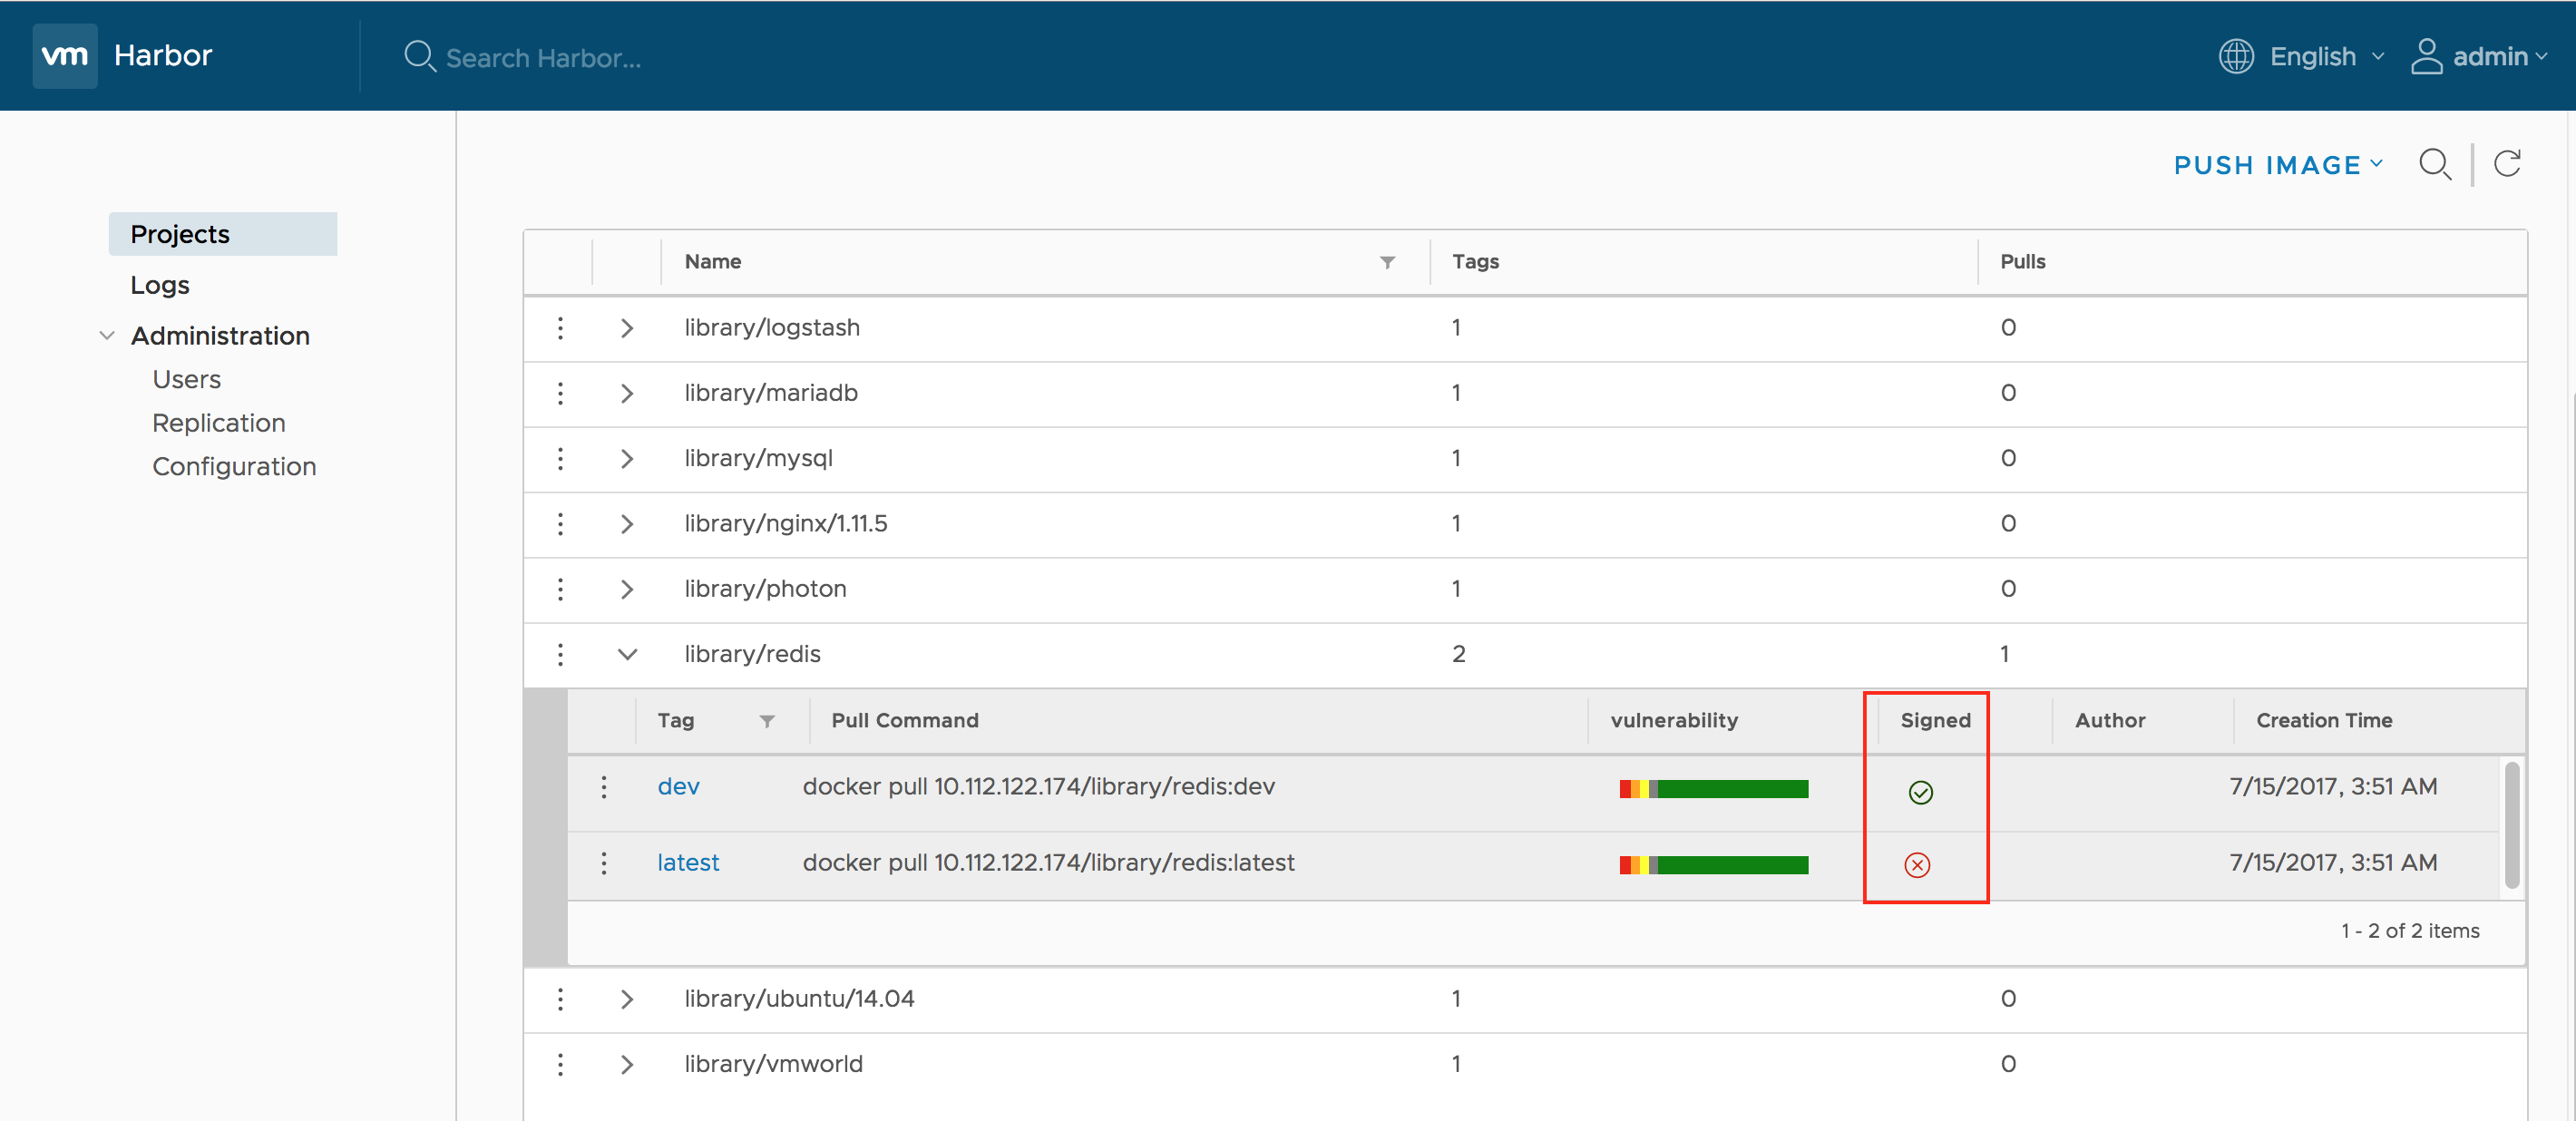 vm Harbor Search Harbor... English admin
PUSH IMAGE
Projects
Logs
Administration
Users
Replication
Configuration
Name Tags Pulls
library/logstash 1 0
library/mariadb 1 0
library/mysql 1 0
library/nginx/1.11.5 1 0
library/photon 1 0
library/redis 2 1
Tag Pull Command vulnerability Signed Author Creation Time
dev docker pull 10.112.122.174/library/redis:dev 7/15/2017, 3:51 AM
latest docker pull 10.112.122.174/library/redis:latest 7/15/2017, 3:51 AM
1 - 2 of 2 items
library/ubuntu/14.04 1 0
library/vmworld 1 0